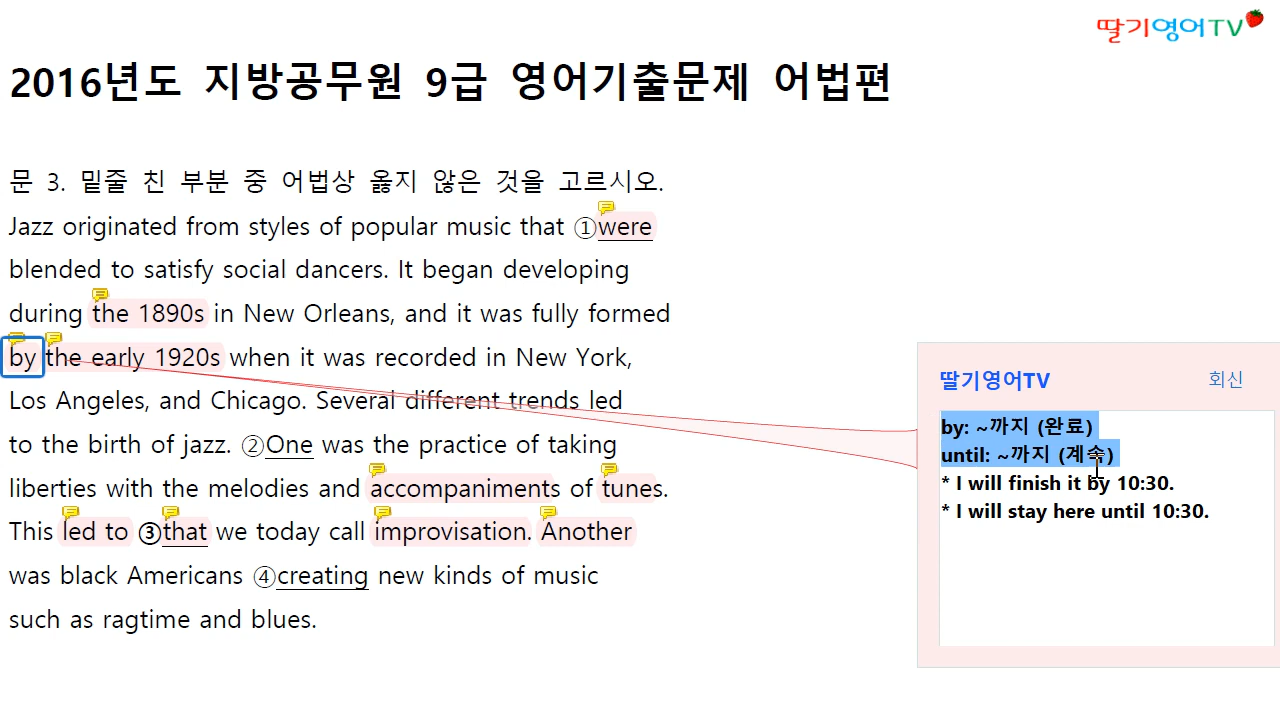 딸기영어TV
2016년도 지방공무원 9급 영어기출문제 어법편
문 3. 밑줄 친 부분 중 어법상 옳지 않은 것을 고르시오.
Jazz originated from styles of popular music that ①were
blended to satisfy social dancers. It began developing
during the 1890s in New Orleans, and it was fully formed
by the early 1920s when it was recorded in New York,
Los Angeles, and Chicago. Several different trends led
to the birth of jazz. ②One was the practice of taking
liberties with the melodies and accompaniments of tunes.
This led to ③that we today call improvisation. Another
was black Americans ④creating new kinds of music
such as ragtime and blues.
딸기영어TV 회신
by: ~까지 (완료)
until: ~까지 (계속)
* I will finish it by 10:30.
* I will stay here until 10:30.